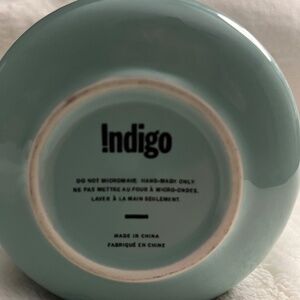 !ndigo
DO NOT MICROWAVE. HAND-WASH ONLY.
NE PAS METTRE AU FOUR À MICRO-ONDES.
LAVER À LA MAIN SEULEMENT.
MADE IN CHINA
FABRIQUÉ EN CHINE